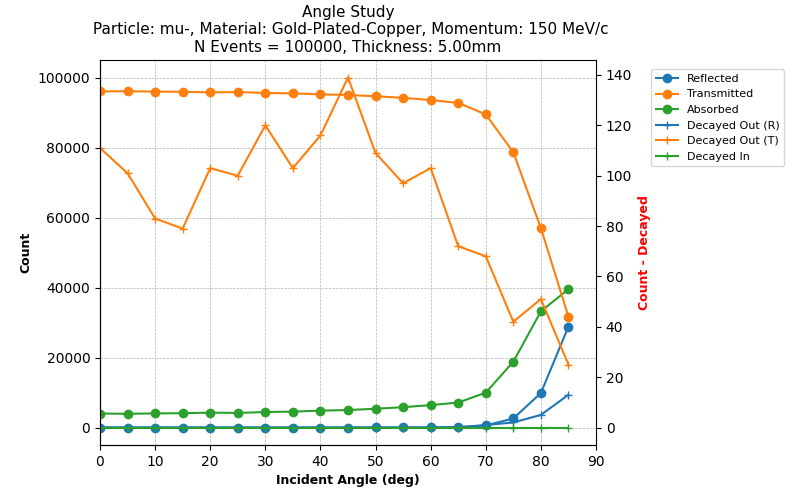 Angle Study
Particle: mu-, Material: Gold-Plated-Copper, Momentum: 150 MeV/c
N Events = 100000, Thickness: 5.00mm
100000
80000
60000
40000
20000
0
Count
0 10 20 30 40 50 60 70 80 90
Incident Angle (deg)
140
120
100
80
60
40
20
0
Count - Decayed
Reflected
Transmitted
Absorbed
Decayed Out (R)
Decayed Out (T)
Decayed In